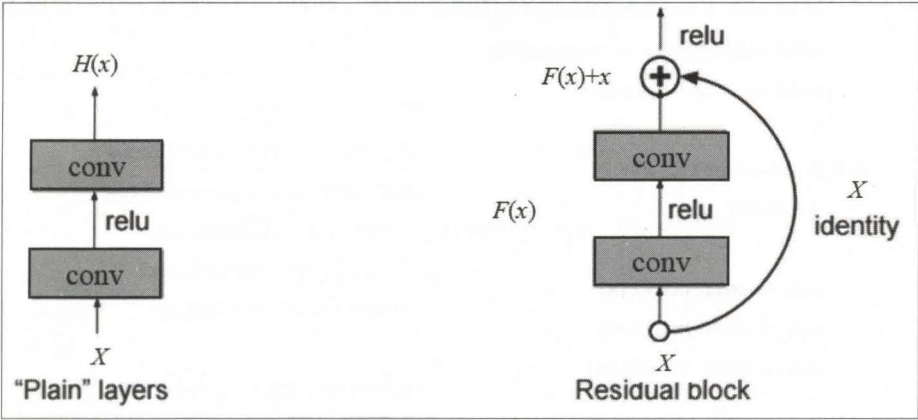 H(x)
conv
relu
conv
X
"Plain" layers
relu
F(x)+x
conv
F(x)
relu
X
identity
conv
X
Residual block